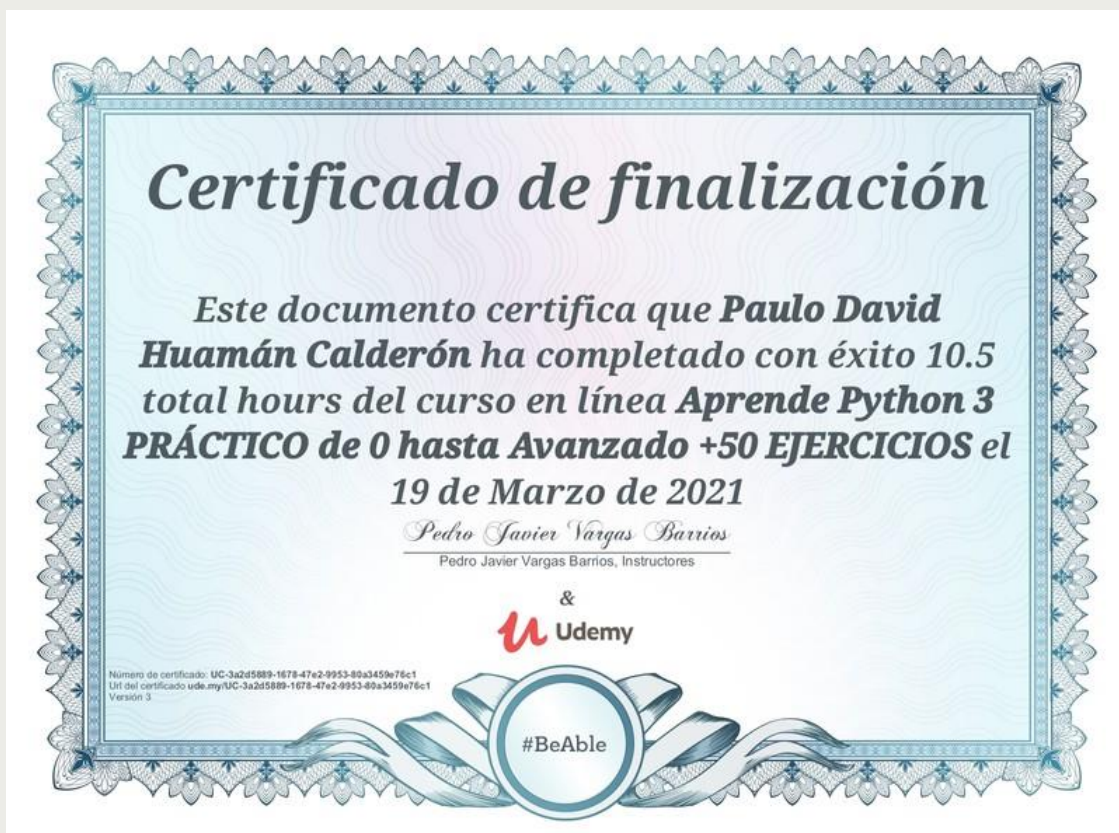 Certificado de finalización
Este documento certifica que Paulo David
Huamán Calderón ha completado con éxito 10.5
total hours del curso en línea Aprende Python 3
PRÁCTICO de 0 hasta Avanzado +50 EJERCICIOS el
19 de Marzo de 2021
Pedro Javier Vargas Barrios
Pedro Javier Vargas Barrios, Instructores
&
Udemy
Número de certificado: UC-3a2d5889-1678-47e2-9953-80a3459e76c1
Url del certificado ude.my/UC-3a2d5889-1678-47e2-9953-80a3459e76c1
Versión 3
#BeAble